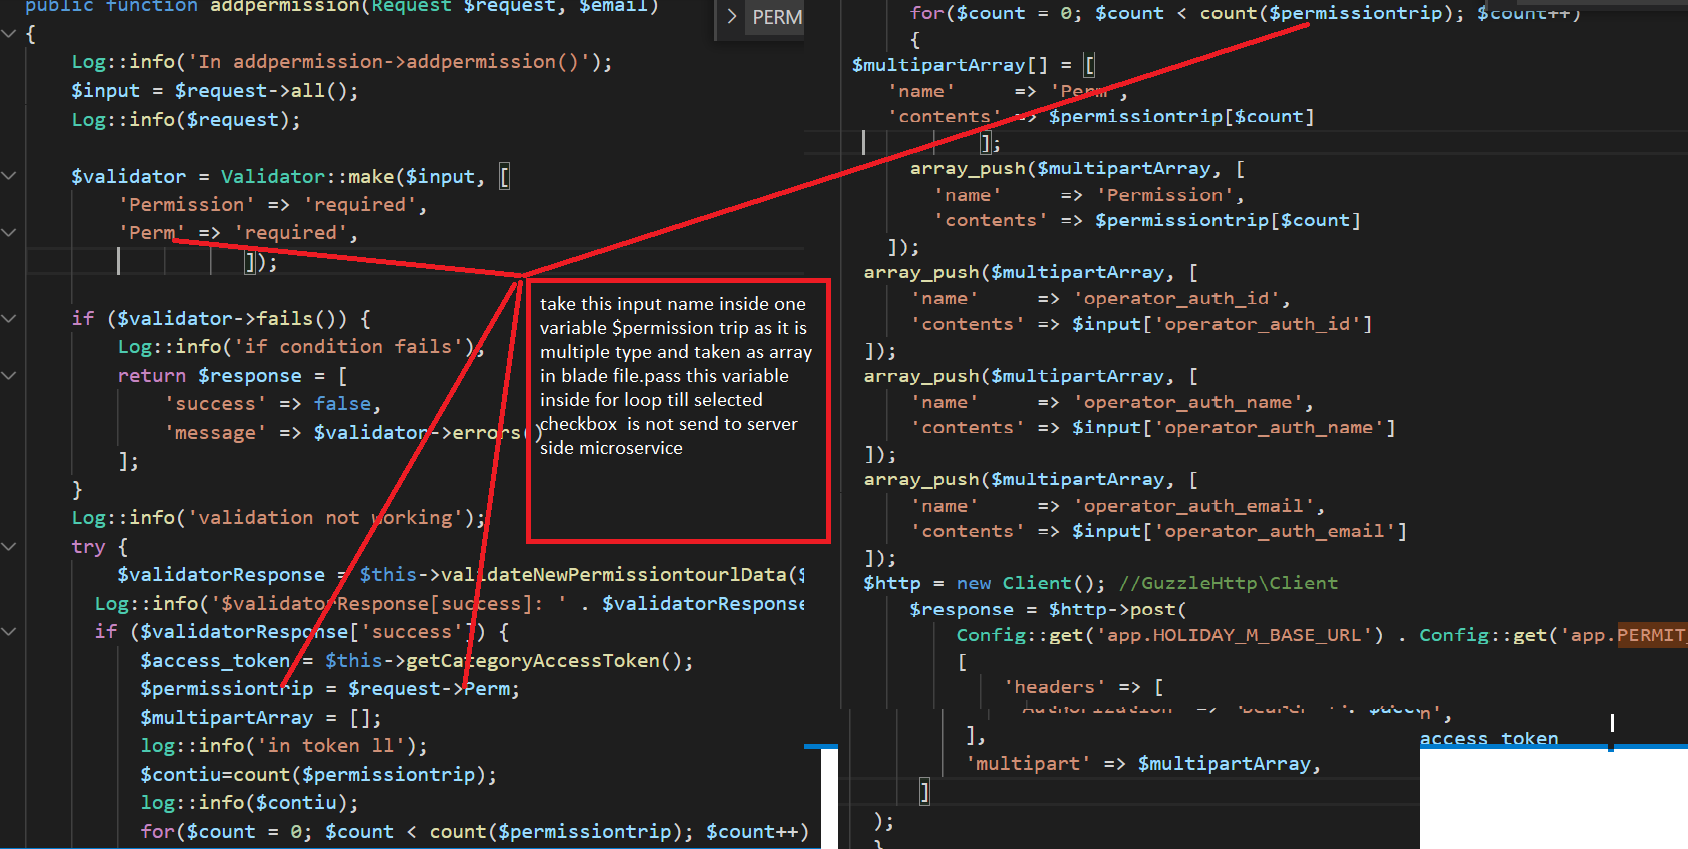 public function addpermission(Request $request, $email)
{
Log::info('In addpermission->addpermission()');
$input = $request->all();
Log::info($request);
$validator = Validator::make($input, [
'Permission' => 'required',
'Perm' => 'required',
]);
if ($validator->fails()) {
Log::info('if condition fails');
return $response = [
'success' => false,
'message' => $validator->errors()
];
}
Log::info('validation not working');
try {
$validatorResponse = $this->validateNewPermissiontourlData($
Log::info('$validatorResponse[success]: ' . $validatorResponse
if ($validatorResponse['success']) {
$access_token = $this->getCategoryAccessToken();
$permissiontrip = $request->Perm;
$multipartArray = [];
log::info('in token ll');
$contiu=count($permissiontrip);
log::info($contiu);
for($count = 0; $count < count($permissiontrip); $count++)
> PERM
take this input name inside one
variable $permission trip as it is
multiple type and taken as array
in blade file.pass this variable
inside for loop till selected
checkbox is not send to server
side microservice
for($count = 0; $count < count($permissiontrip); $count++)
{
$multipartArray[] = [
'name' => 'Perm',
'contents' => $permissiontrip[$count]
];
array_push($multipartArray, [
'name' => 'Permission',
'contents' => $permissiontrip[$count]
]);
array_push($multipartArray, [
'name' => 'operator_auth_id',
'contents' => $input['operator_auth_id']
]);
array_push($multipartArray, [
'name' => 'operator_auth_name',
'contents' => $input['operator_auth_name']
]);
array_push($multipartArray, [
'name' => 'operator_auth_email',
'contents' => $input['operator_auth_email']
]);
$http = new Client(); //GuzzleHttp\Client
$response = $http->post(
Config::get('app.HOLIDAY_M_BASE_URL') . Config::get('app.PERMIT_
[
'headers' => [
'Authorization' => 'Bearer '. $acce
n',
],
access_token
'multipart' => $multipartArray,
]
);
}